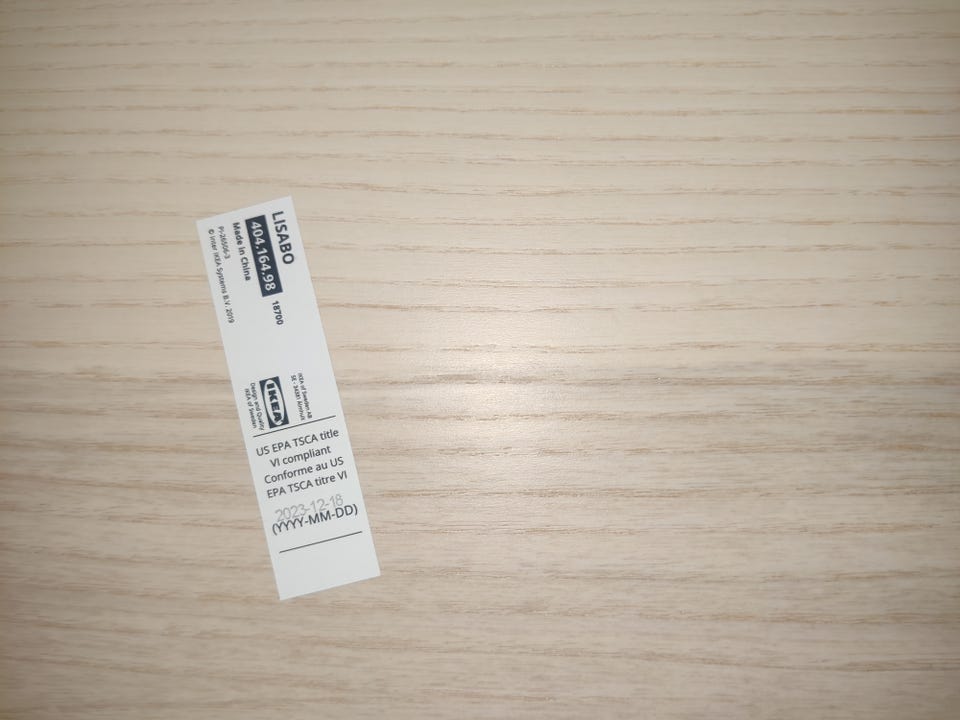 LISABO
404.164.98 18700
Made in China
PI-26506-3
© Inter IKEA Systems B.V. 2019
IKEA of Sweden AB
SE - 34381 Älmhult
IKEA
Design and Quality
IKEA of Sweden
US EPA TSCA title
VI compliant
Conforme au US
EPA TSCA titre VI
2023-12-18
(YYYY-MM-DD)